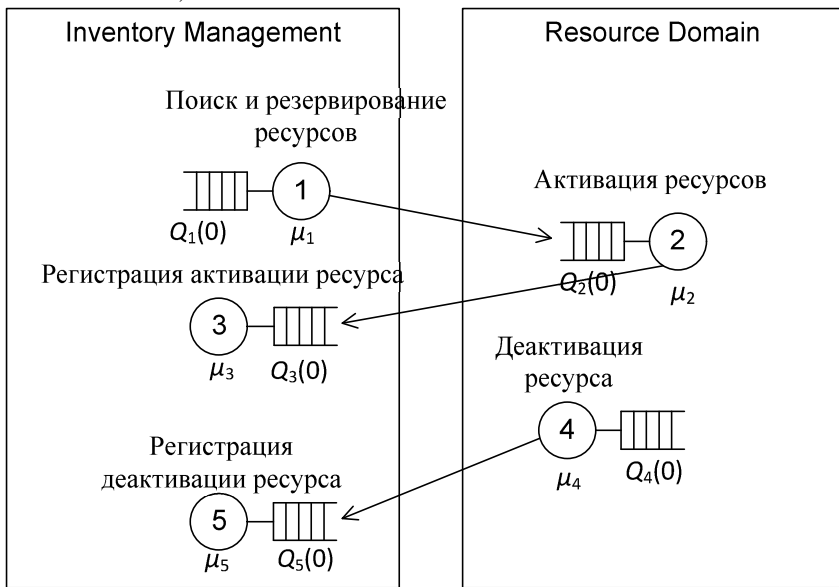 Inventory Management
Resource Domain
Поиск и резервирование
ресурсов
1
Q1(0)
μ1
Активация ресурсов
2
Q2(0)
μ2
Регистрация активации ресурса
3
μ3
Q3(0)
Деактивация
ресурса
4
μ4
Q4(0)
Регистрация
деактивации ресурса
5
μ5
Q5(0)